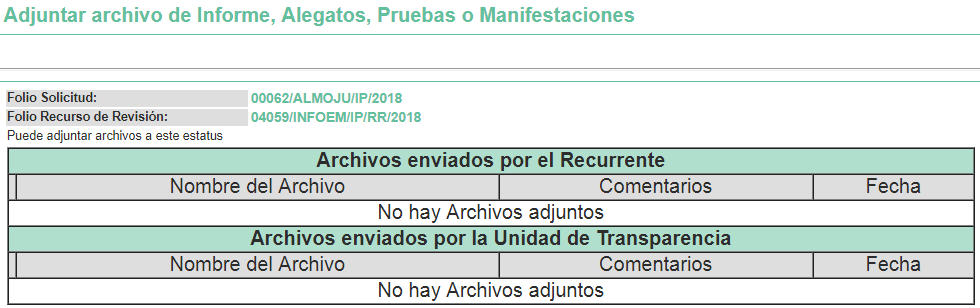 Adjuntar archivo de Informe, Alegatos, Pruebas o Manifestaciones
Folio Solicitud: 00062/ALMOJU/IP/2018
Folio Recurso de Revisión: 04059/INFOEM/IP/RR/2018
Puede adjuntar archivos a este estatus
Archivos enviados por el Recurrente
Nombre del Archivo Comentarios Fecha
No hay Archivos adjuntos
Archivos enviados por la Unidad de Transparencia
Nombre del Archivo Comentarios Fecha
No hay Archivos adjuntos